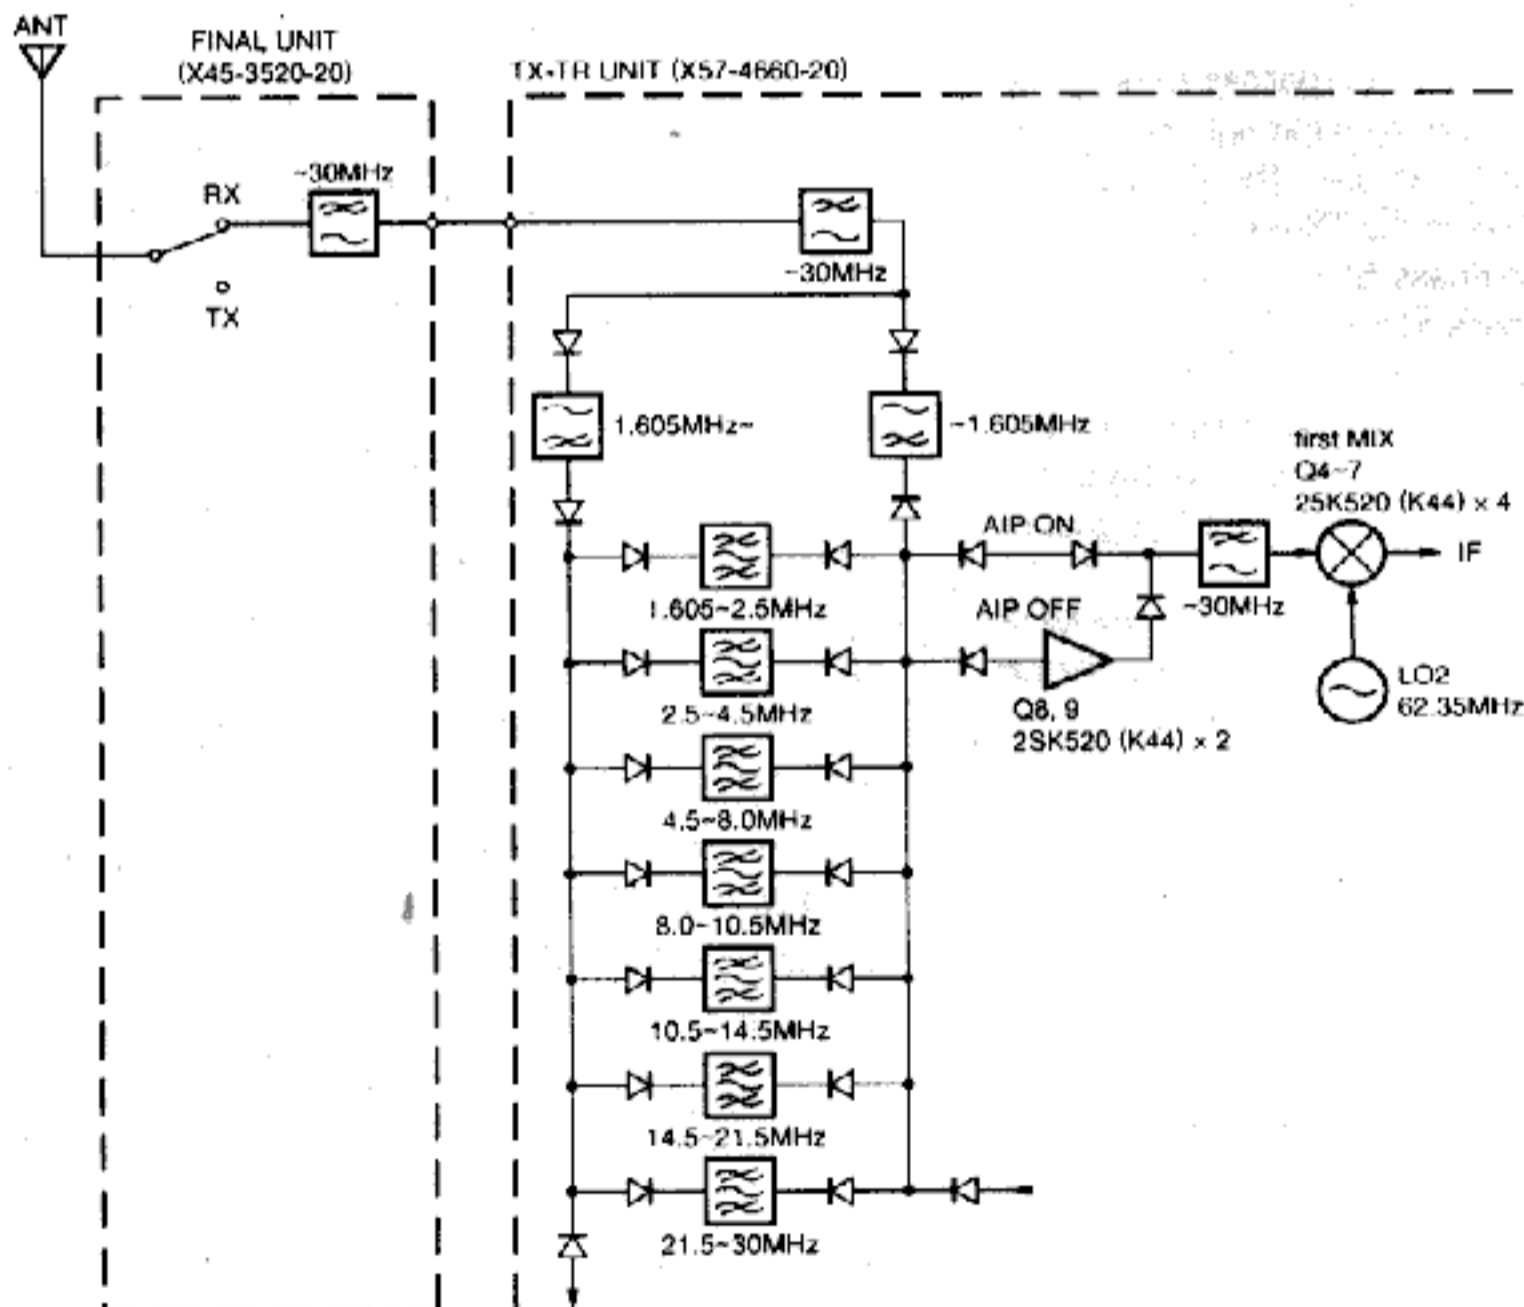 ANT
FINAL UNIT
(X45-3520-20)
TX-TR UNIT (X57-4660-20)
RX
~30MHz
TX
~30MHz
1.605MHz~
~1.605MHz
first MIX
Q4~7
25K520 (K44) × 4
AIP ON
IF
1.605~2.5MHz
AIP OFF
~30MHz
LO2
62.35MHz
2.5~4.5MHz
Q8, 9
2SK520 (K44) × 2
4.5~8.0MHz
8.0~10.5MHz
10.5~14.5MHz
14.5~21.5MHz
21.5~30MHz